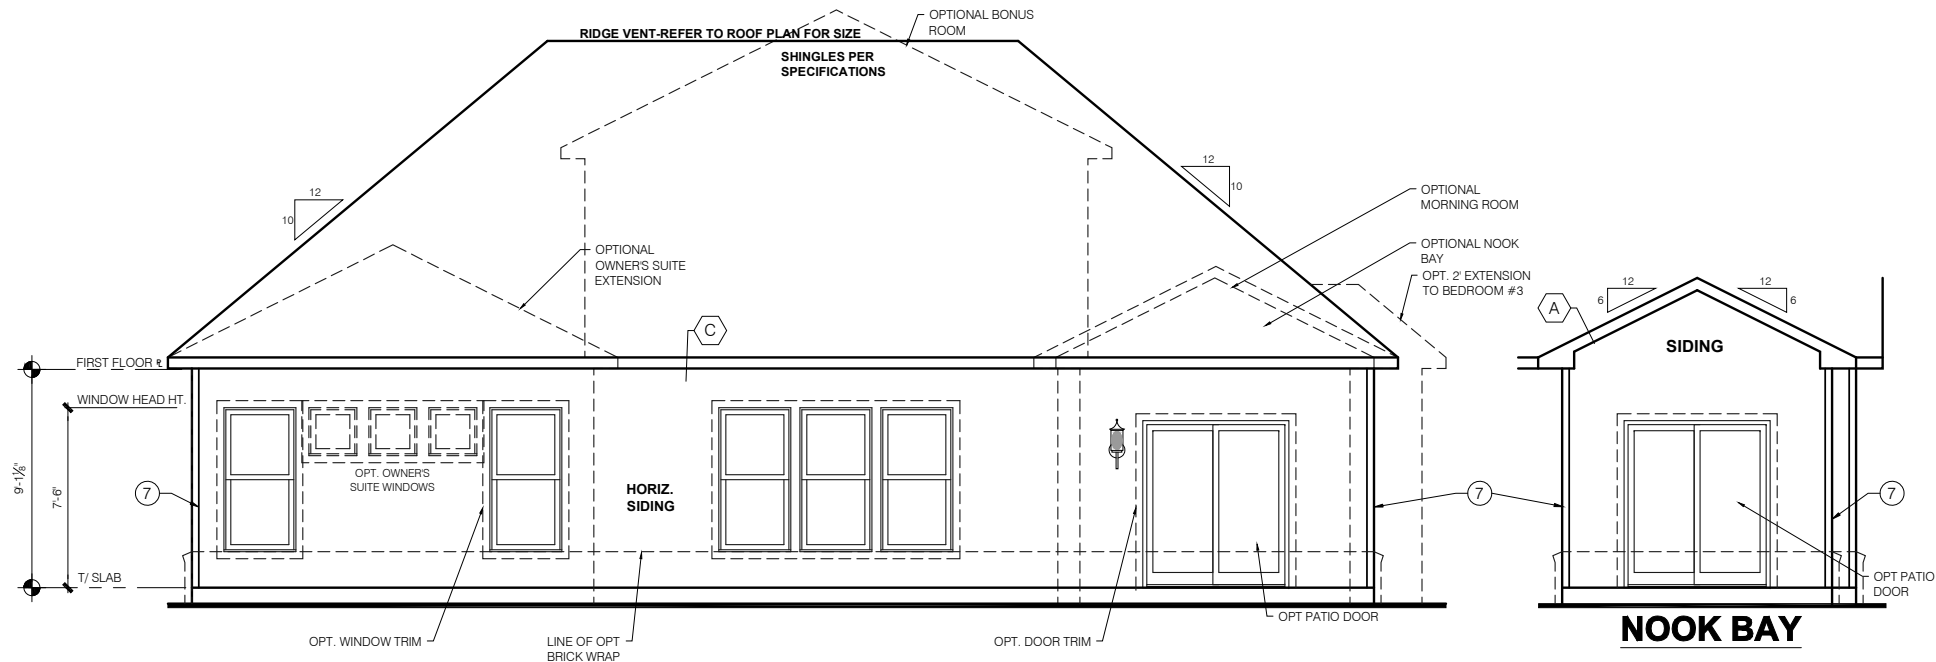 OPTIONAL BONUS
ROOM
RIDGE VENT-REFER TO ROOF PLAN FOR SIZE
SHINGLES PER
SPECIFICATIONS
12
10
12
10
OPTIONAL
MORNING ROOM
OPTIONAL
OWNER'S SUITE
EXTENSION
OPTIONAL NOOK
BAY
OPT. 2' EXTENSION
TO BEDROOM #3
12
6
12
6
A
C
SIDING
FIRST FLOOR PL
WINDOW HEAD HT.
9'-1⅛"
7'-6"
OPT. OWNER'S
SUITE WINDOWS
7
HORIZ.
SIDING
7
7
T/ SLAB
OPT PATIO
DOOR
OPT. WINDOW TRIM
LINE OF OPT
BRICK WRAP
OPT. DOOR TRIM
OPT PATIO DOOR
NOOK BAY